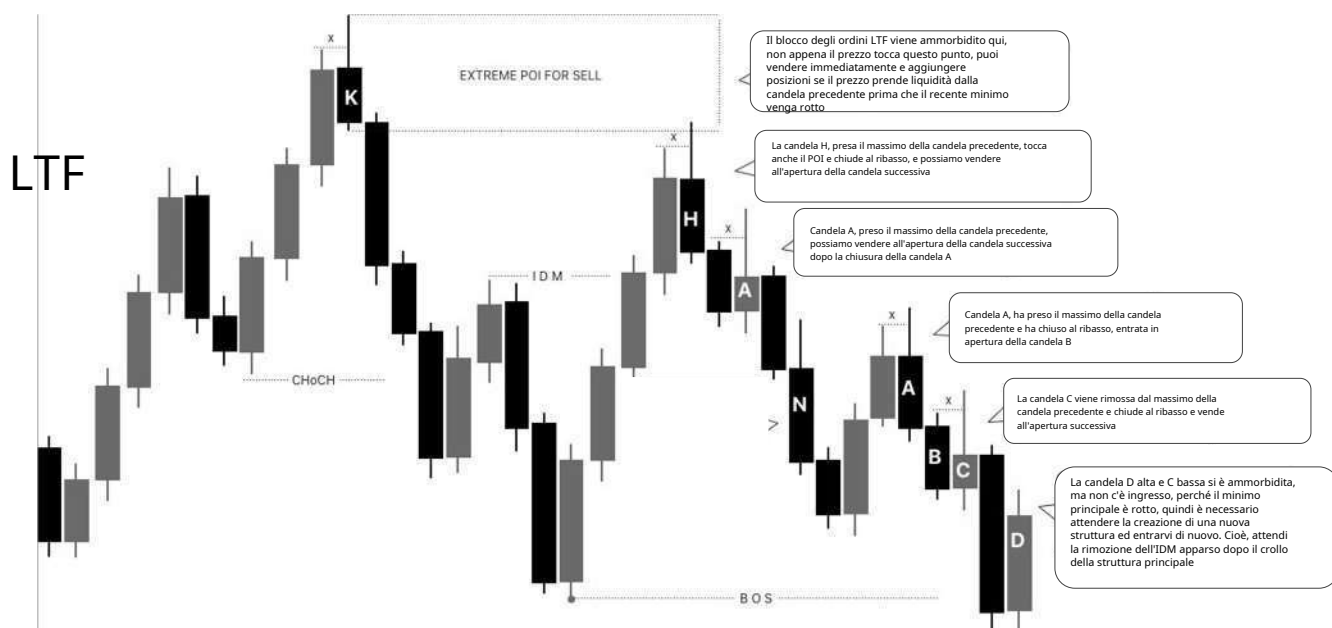 x
K
EXTREME POI FOR SELL
Il blocco degli ordini LTF viene ammorbidito qui,
non appena il prezzo tocca questo punto, puoi
vendere immediatamente e aggiungere
posizioni se il prezzo prende liquidità dalla
candela precedente prima che il recente minimo
venga rotto
LTF
x
H
La candela H, presa il massimo della candela precedente, tocca
anche il POI e chiude al ribasso, e possiamo vendere
all'apertura della candela successiva
x
A
Candela A, preso il massimo della candela precedente,
possiamo vendere all'apertura della candela successiva
dopo la chiusura della candela A
IDM
CHoCH
N
x
A
Candela A, ha preso il massimo della candela
precedente e ha chiuso al ribasso, entrata in
apertura della candela B
x
B
C
La candela C viene rimossa dal massimo della
candela precedente e chiude al ribasso e vende
all'apertura successiva
D
La candela D alta e C bassa si è ammorbidita,
ma non c'è ingresso, perché il minimo
principale è rotto, quindi è necessario
attendere la creazione di una nuova
struttura ed entrarvi di nuovo. Cioè, attendi
la rimozione dell'IDM apparso dopo il crollo
della struttura principale
BOS